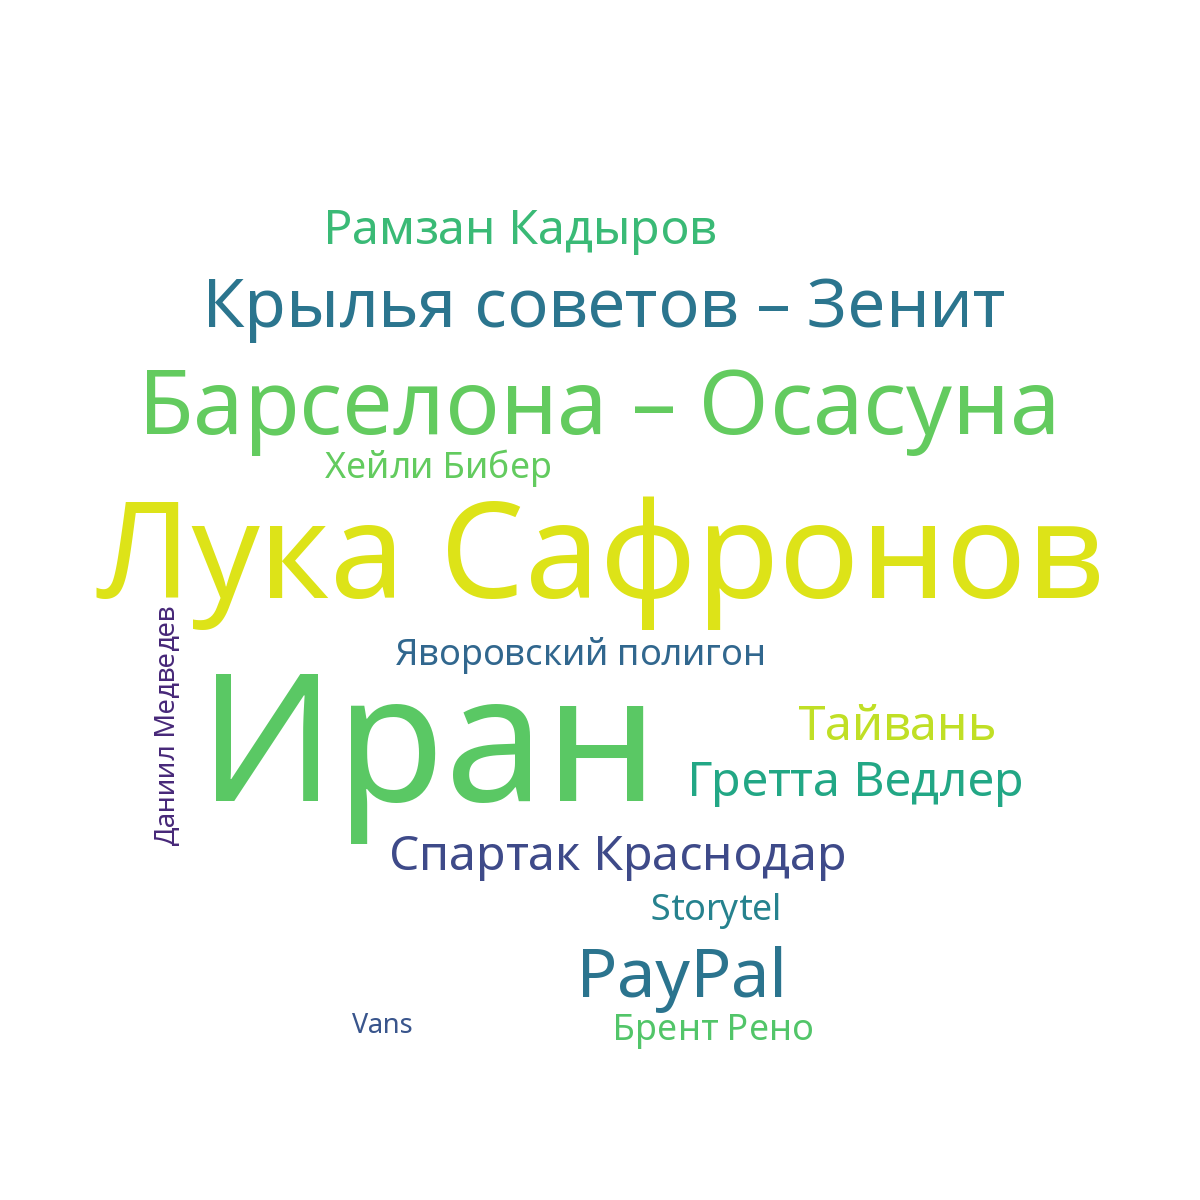 Рамзан Кадыров
Крылья советов – Зенит
Барселона – Осасуна
Хейли Бибер
Лука Сафронов
Яворовский полигон
Даниил Медведев
Иран
Тайвань
Гретта Ведлер
Спартак Краснодар
Storytel
PayPal
Vans
Брент Рено